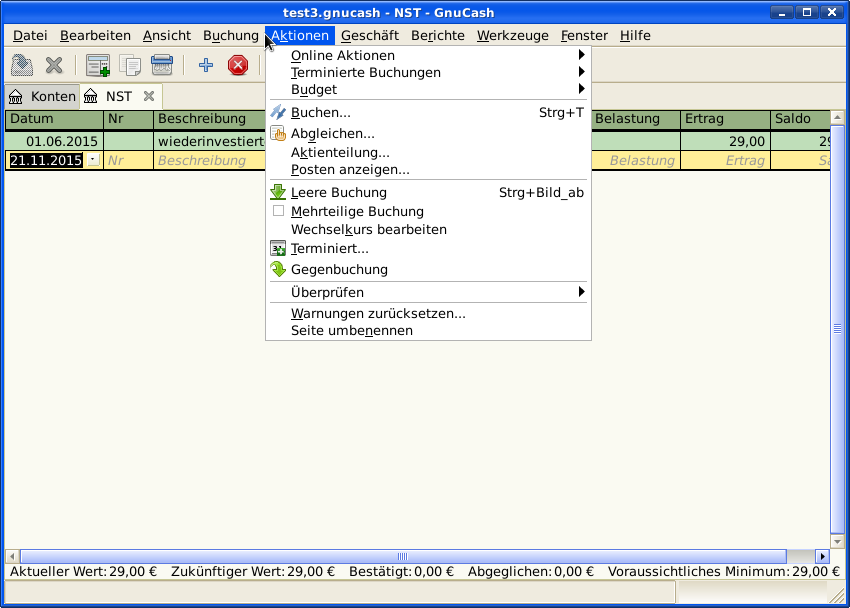 test3.gnucash - NST - GnuCash
Datei Bearbeiten Ansicht Buchung Aktionen Geschäft Berichte Werkzeuge Fenster Hilfe
Online Aktionen
Terminierte Buchungen
Budget
Buchen... Strg+T
Abgleichen...
Aktienteilung...
Posten anzeigen...
Leere Buchung Strg+Bild_ab
Mehrteilige Buchung
Wechselkurs bearbeiten
Terminiert...
Gegenbuchung
Überprüfen
Warnungen zurücksetzen...
Seite umbenennen
Konten NST
Datum Nr Beschreibung Belastung Ertrag Saldo
01.06.2015 wiederinvestiert 29,00 29
21.11.2015 Nr Beschreibung Belastung Ertrag Sa
Aktueller Wert: 29,00 € Zukünftiger Wert: 29,00 € Bestätigt: 0,00 € Abgeglichen: 0,00 € Voraussichtliches Minimum: 29,00 €